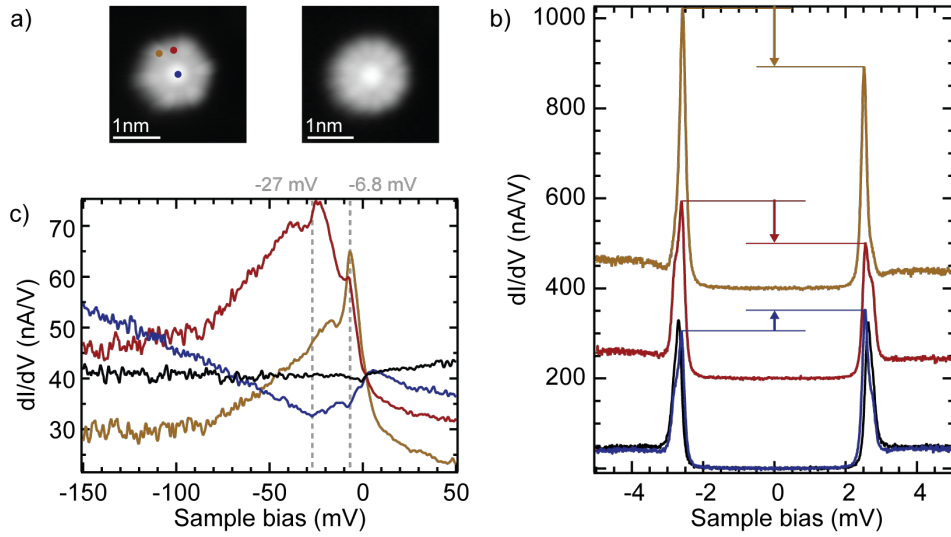 a)
1nm
1nm
b)
1000
800
600
400
200
0
dI/dV (nA/V)
-4
-2
0
2
4
Sample bias (mV)
c)
-27 mV
-6.8 mV
70
60
50
40
30
dI/dV (nA/V)
-150
-100
-50
0
50
Sample bias (mV)